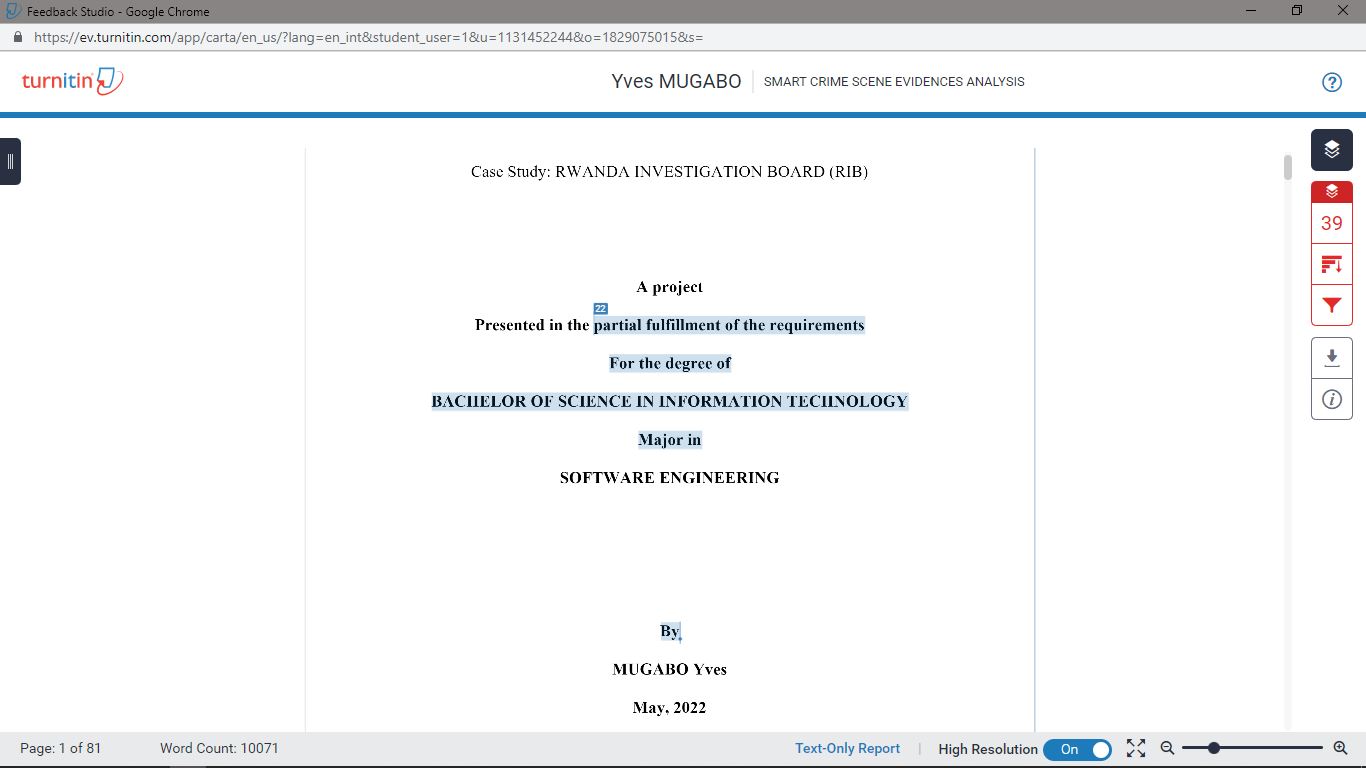 Feedback Studio - Google Chrome
https://ev.turnitin.com/app/carta/en_us/?lang=en_int&student_user=1&u=1131452244&o=1829075015&s=
turnitin
Yves MUGABO
SMART CRIME SCENE EVIDENCES ANALYSIS
?
Case Study: RWANDA INVESTIGATION BOARD (RIB)
39
A project
22
Presented in the partial fulfillment of the requirements
For the degree of
BACHELOR OF SCIENCE IN INFORMATION TECHNOLOGY
Major in
SOFTWARE ENGINEERING
By
MUGABO Yves
May, 2022
Page: 1 of 81
Word Count: 10071
Text-Only Report
High Resolution
On